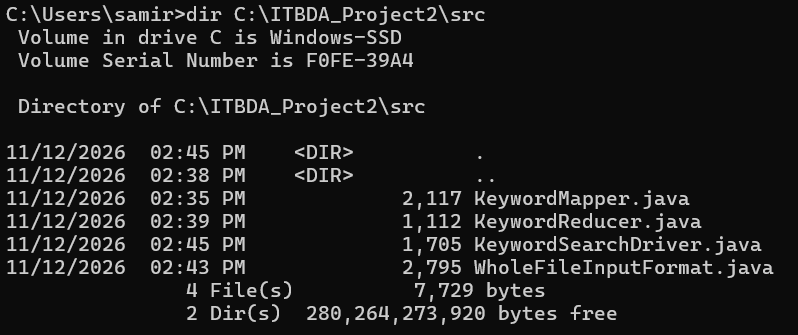 C:\Users\samir>dir C:\ITBDA_Project2\src
 Volume in drive C is Windows-SSD
 Volume Serial Number is F0FE-39A4

 Directory of C:\ITBDA_Project2\src

11/12/2026  02:45 PM    <DIR>          .
11/12/2026  02:38 PM    <DIR>          ..
11/12/2026  02:35 PM             2,117 KeywordMapper.java
11/12/2026  02:39 PM             1,112 KeywordReducer.java
11/12/2026  02:45 PM             1,705 KeywordSearchDriver.java
11/12/2026  02:43 PM             2,795 WholeFileInputFormat.java
               4 File(s)          7,729 bytes
               2 Dir(s)  280,264,273,920 bytes free